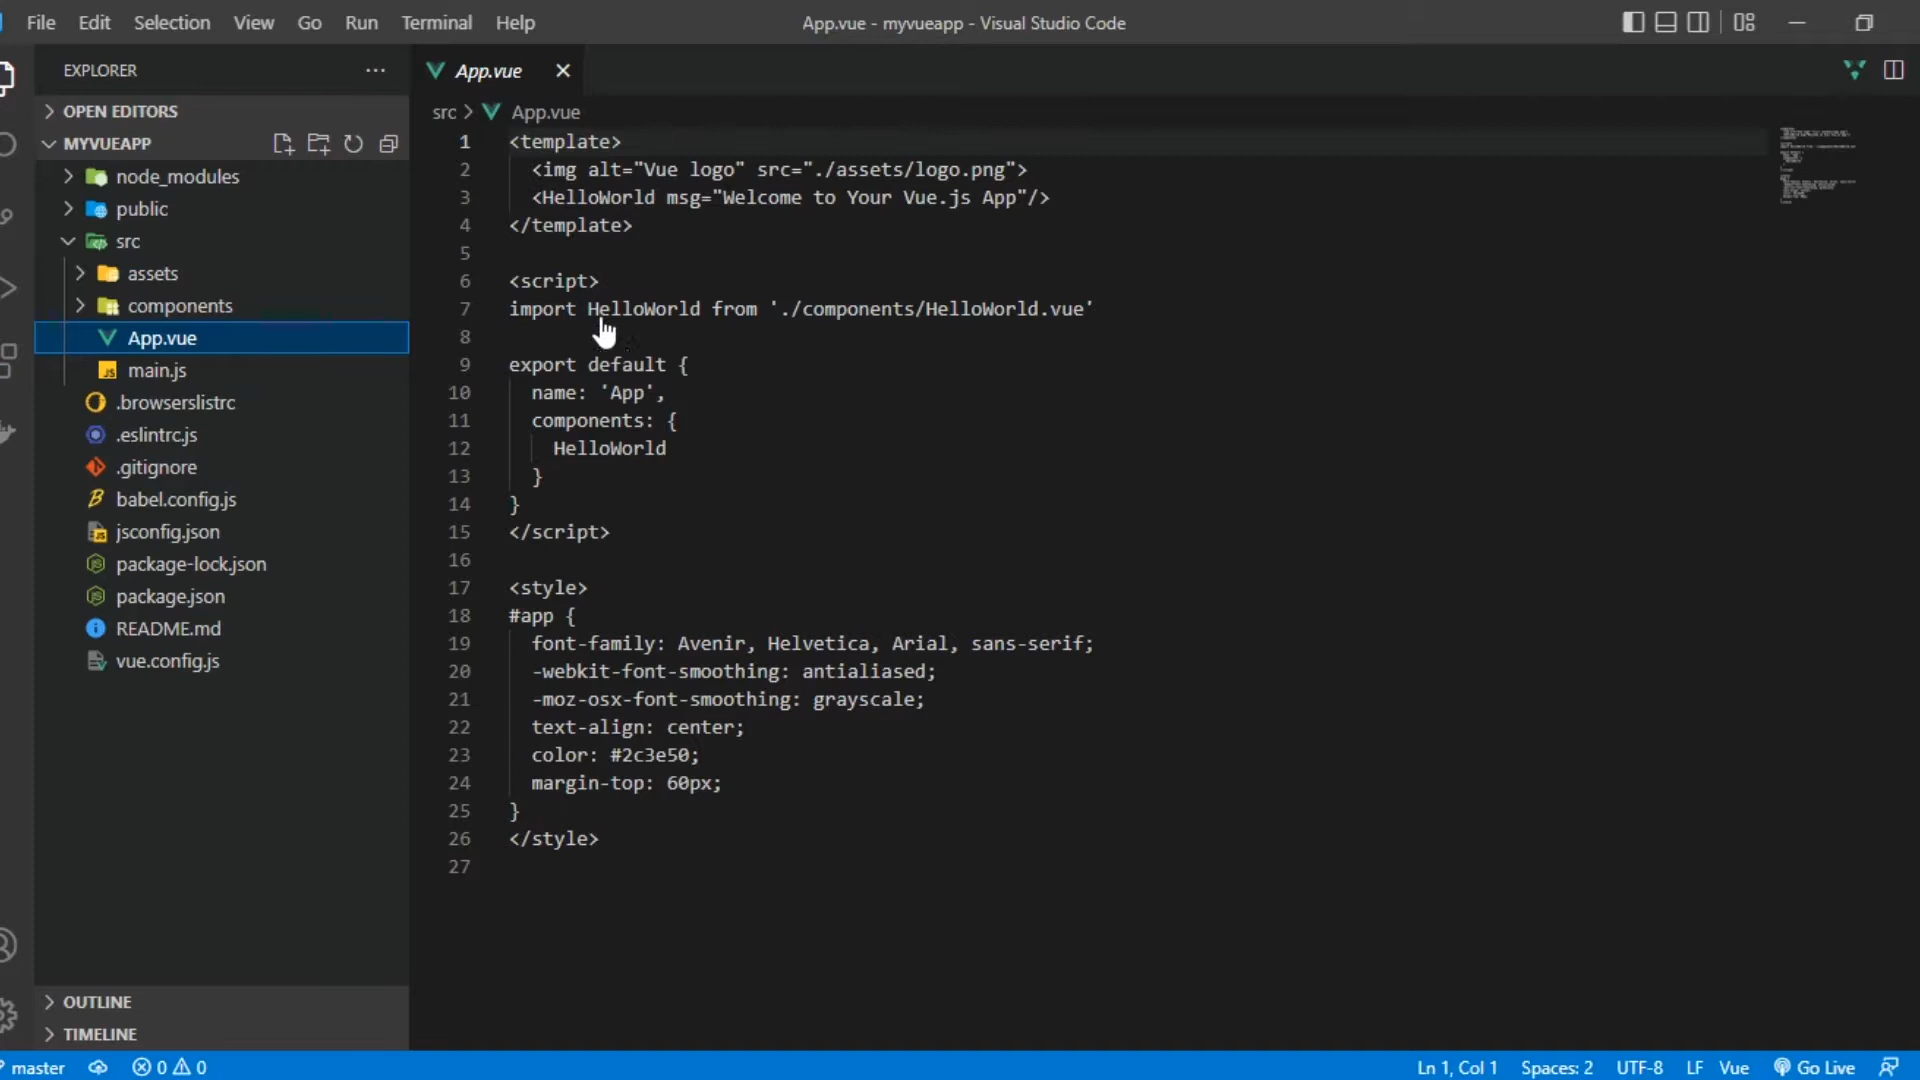 File Edit Selection View Go Run Terminal Help
App.vue - myvueapp - Visual Studio Code
EXPLORER
OPEN EDITORS
MYVUEAPP
node_modules
public
src
assets
components
App.vue
main.js
.browserslistrc
.eslintrc.js
.gitignore
babel.config.js
jsconfig.json
package-lock.json
package.json
README.md
vue.config.js
OUTLINE
TIMELINE
App.vue
src > App.vue
1 <template>
2 <img alt="Vue logo" src="./assets/logo.png">
3 <HelloWorld msg="Welcome to Your Vue.js App"/>
4 </template>
5
6 <script>
7 import HelloWorld from './components/HelloWorld.vue'
8
9 export default {
10 name: 'App',
11 components: {
12 HelloWorld
13 }
14 }
15 </script>
16
17 <style>
18 #app {
19 font-family: Avenir, Helvetica, Arial, sans-serif;
20 -webkit-font-smoothing: antialiased;
21 -moz-osx-font-smoothing: grayscale;
22 text-align: center;
23 color: #2c3e50;
24 margin-top: 60px;
25 }
26 </style>
27
master 0 0 Ln 1, Col 1 Spaces: 2 UTF-8 LF Vue Go Live